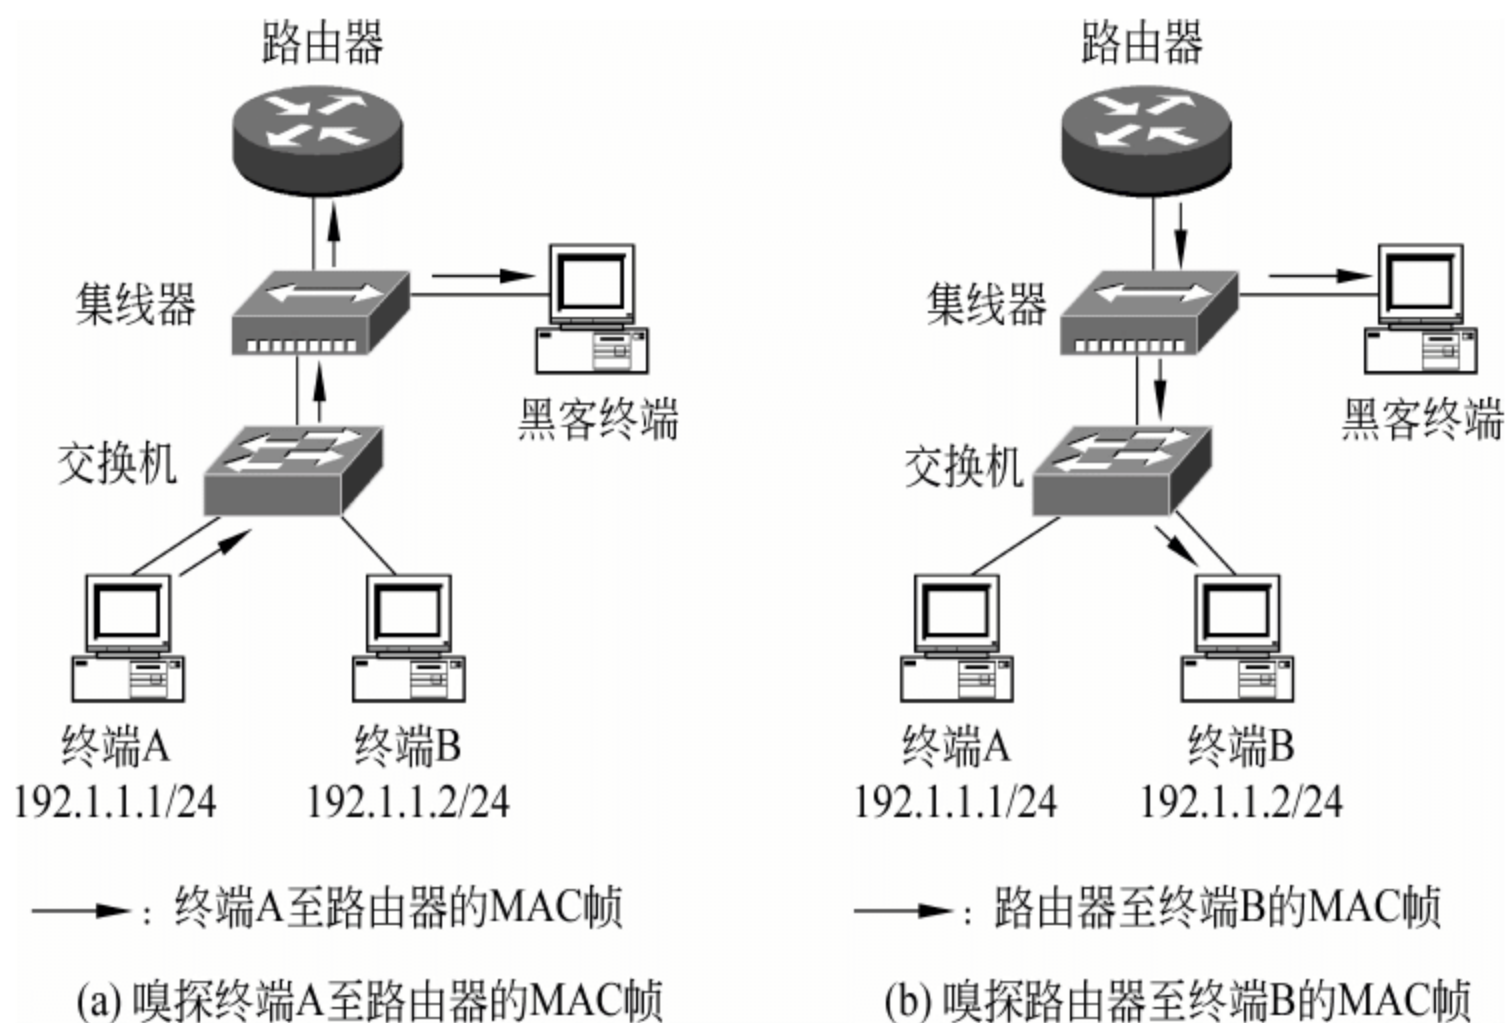 路由器
集线器
黑客终端
交换机
终端A
192.1.1.1/24
终端B
192.1.1.2/24
：终端A至路由器的MAC帧
(a) 嗅探终端A至路由器的MAC帧
路由器
集线器
黑客终端
交换机
终端A
192.1.1.1/24
终端B
192.1.1.2/24
：路由器至终端B的MAC帧
(b) 嗅探路由器至终端B的MAC帧